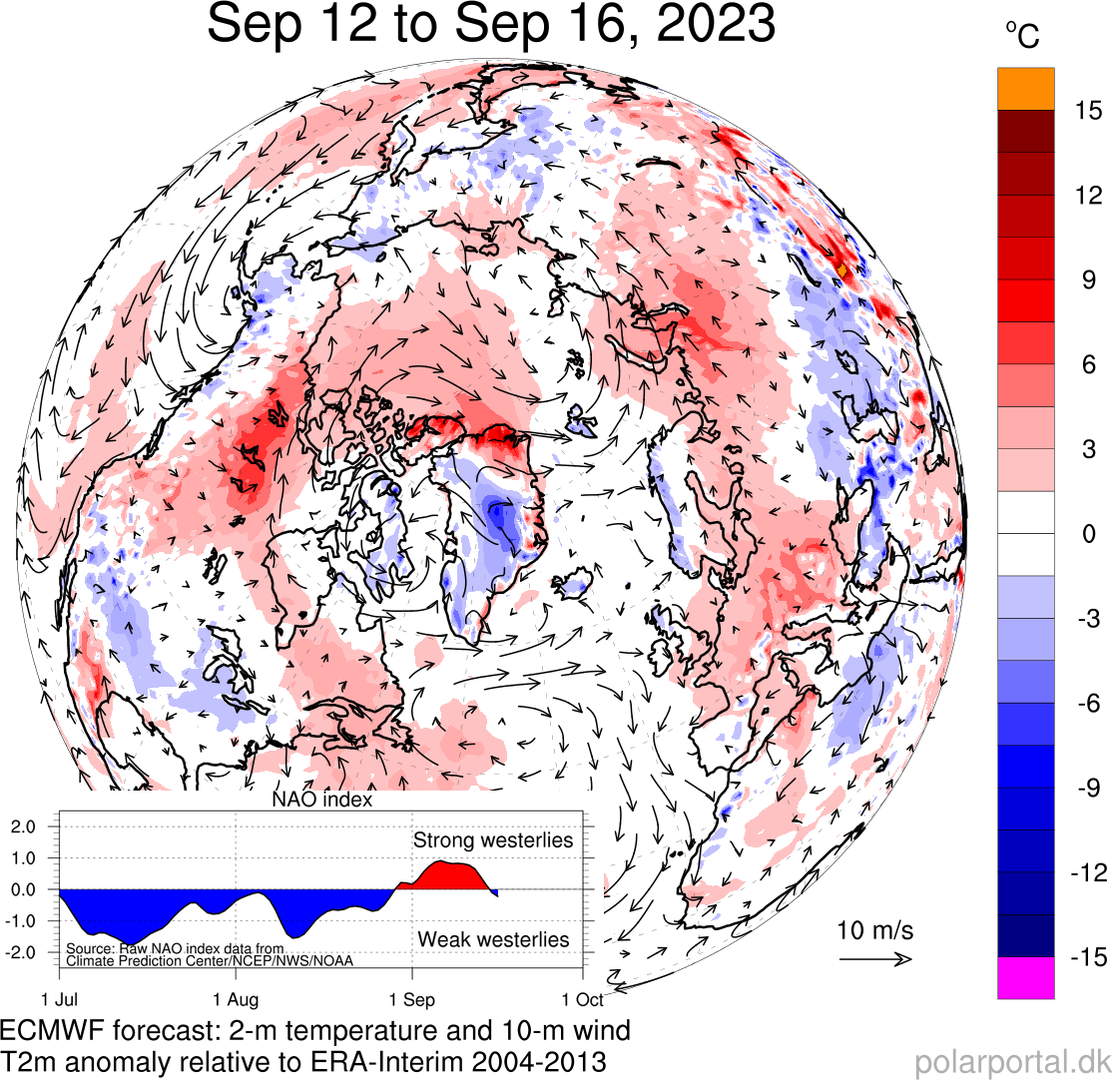 Sep 12 to Sep 16, 2023
oC
15
12
9
6
3
0
-3
-6
-9
-12
-15
NAO index
2.0
1.0
0.0
-1.0
-2.0
Strong westerlies
Weak westerlies
Source: Raw NAO index data from
Climate Prediction Center/NCEP/NWS/NOAA
1 Jul
1 Aug
1 Sep
1 Oct
10 m/s
ECMWF forecast: 2-m temperature and 10-m wind
T2m anomaly relative to ERA-Interim 2004-2013
polarportal.dk